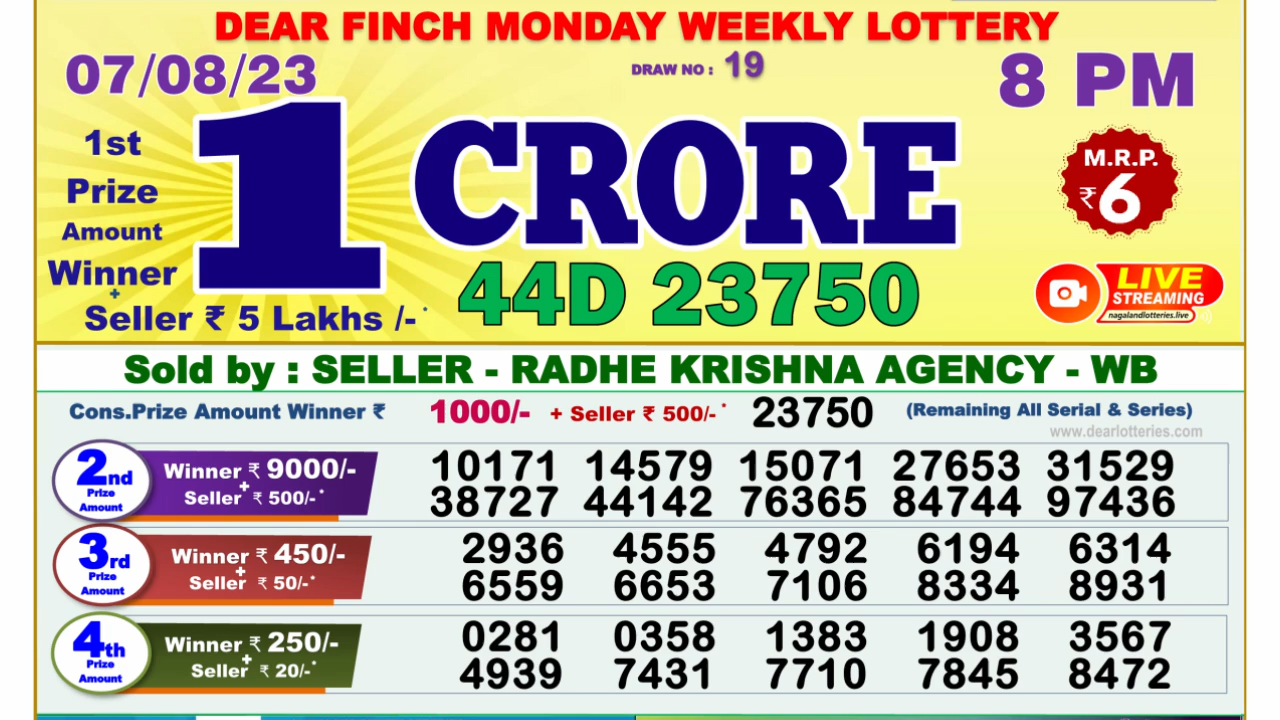 DEAR FINCH MONDAY WEEKLY LOTTERY
07/08/23 DRAW NO : 19 8 PM
1st Prize Amount Winner + Seller ₹ 5 Lakhs /- *
1 CRORE
44D 23750
M.R.P. ₹ 6
LIVE STREAMING
nagalandlotteries.live
Sold by : SELLER - RADHE KRISHNA AGENCY - WB
Cons.Prize Amount Winner ₹ 1000/- + Seller ₹ 500/- * 23750 (Remaining All Serial & Series)
www.dearlotteries.com
2nd Prize Amount Winner ₹ 9000/- + Seller ₹ 500/- *
10171 14579 15071 27653 31529
38727 44142 76365 84744 97436
3rd Prize Amount Winner ₹ 450/- + Seller ₹ 50/- *
2936 4555 4792 6194 6314
6559 6653 7106 8334 8931
4th Prize Amount Winner ₹ 250/- + Seller ₹ 20/- *
0281 0358 1383 1908 3567
4939 7431 7710 7845 8472